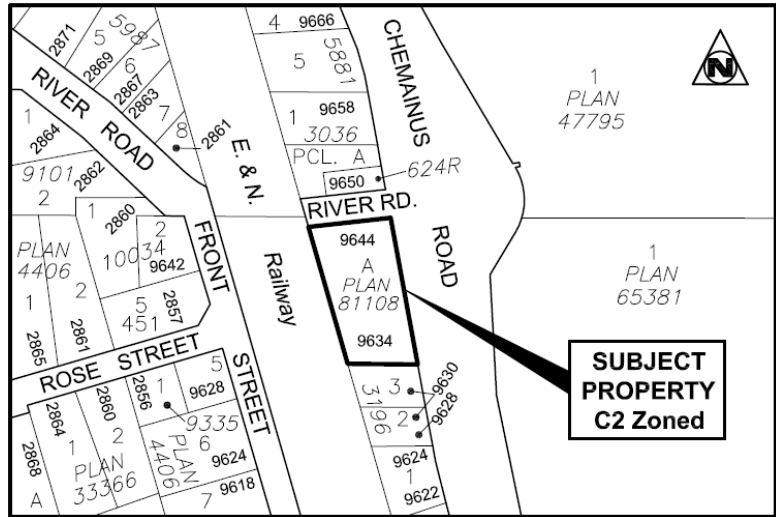 4 9666
5881
5
1 9658
3036
PCL. A
9650
624R
CHEMAINUS
ROAD
RIVER RD.
N
1
PLAN
47795
1
PLAN
65381
2871
5987
5
2869
6
2867
2863
7
8
2861
RIVER ROAD
1
2864
9101
2862
2
1
2860
2
10034
9642
PLAN
4406
1
2
5
451
2857
2865
2861
E. & N.
Railway
FRONT
STREET
ROSE STREET
9644
A
PLAN
81108
9634
SUBJECT
PROPERTY
C2 Zoned
3
3196
2
9630
9628
9624
1
9622
2856
1
5
9628
9335
2860
2
2864
1
PLAN
33366
2868
A
PLAN
4406
6
9624
7 9618